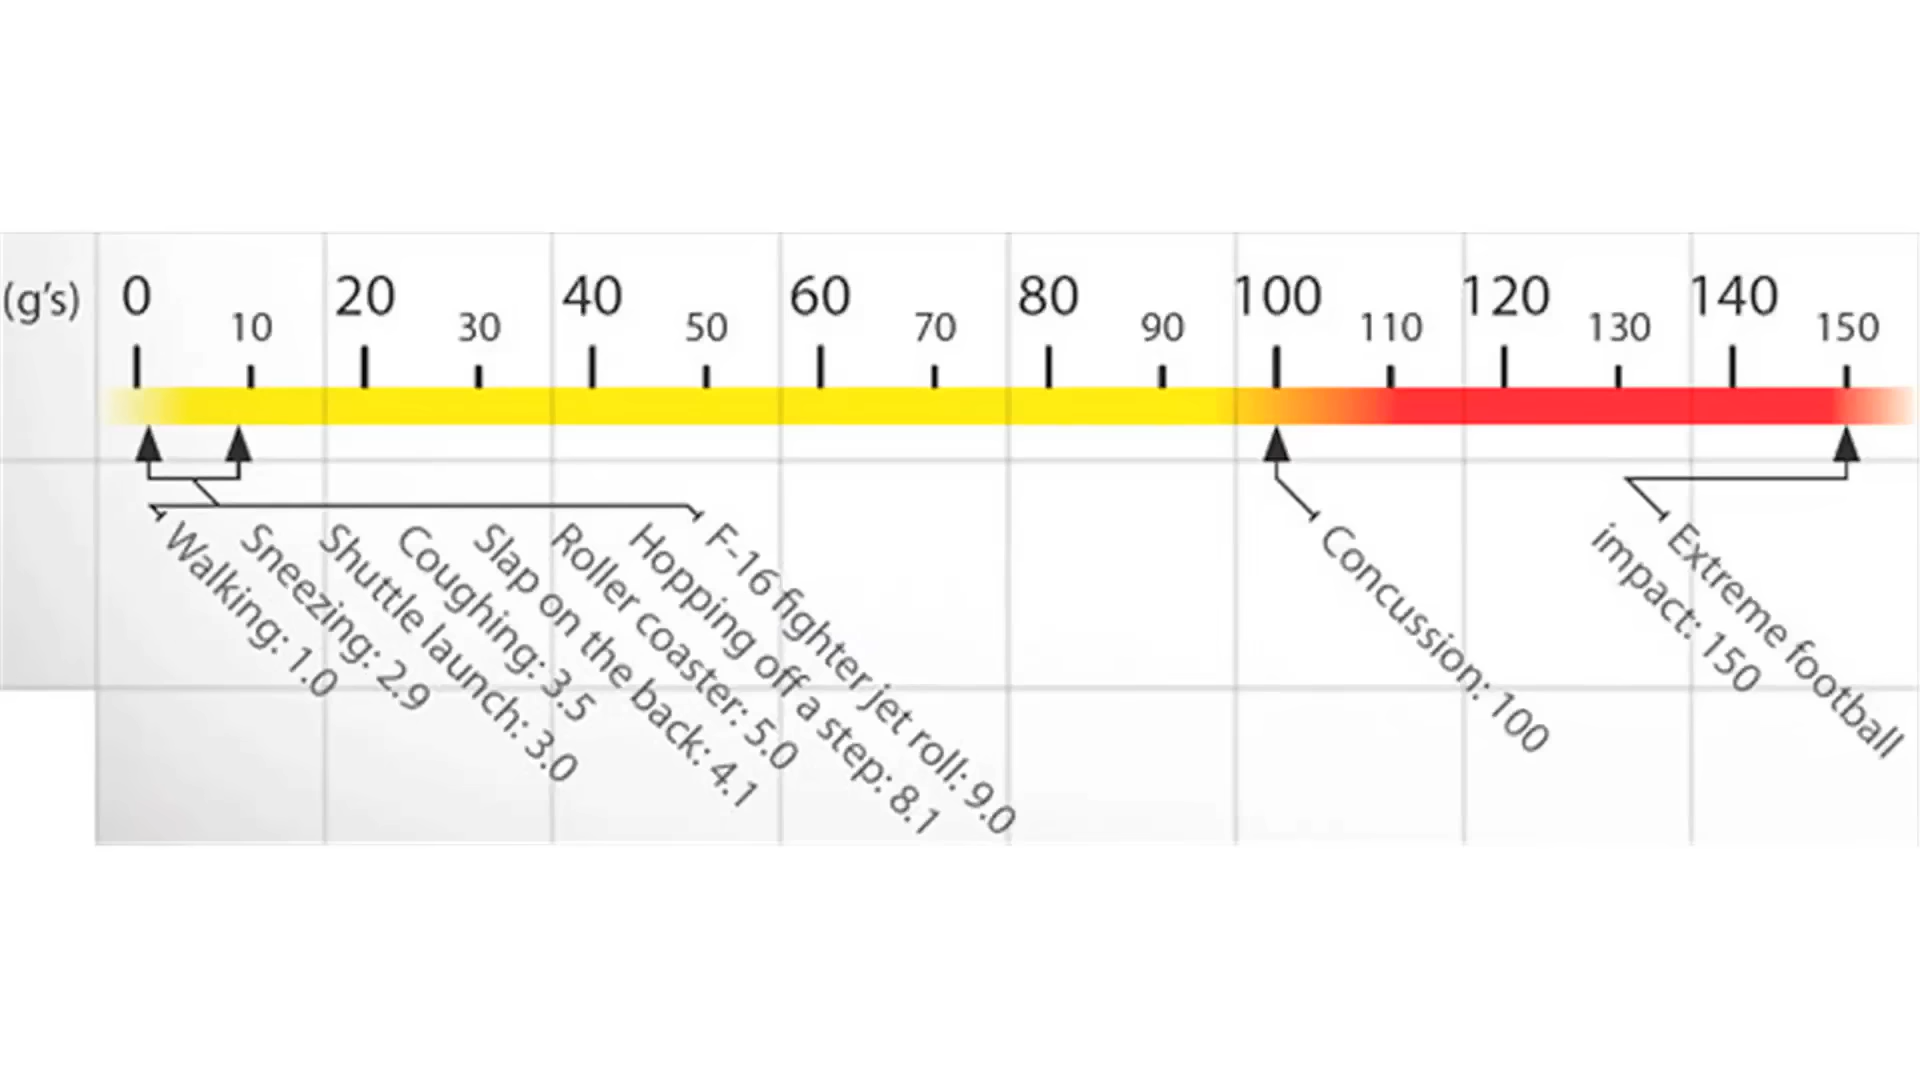 (g's) 0 20 40 60 80 100 120 140
10 30 50 70 90 110 130 150
Walking: 1.0
Sneezing: 2.9
Shuttle launch: 3.0
Coughing: 3.5
Slap on the back: 4.1
Roller coaster: 5.0
Hopping off a step: 8.1
F-16 fighter jet roll: 9.0
Concussion: 100
Extreme football
impact: 150